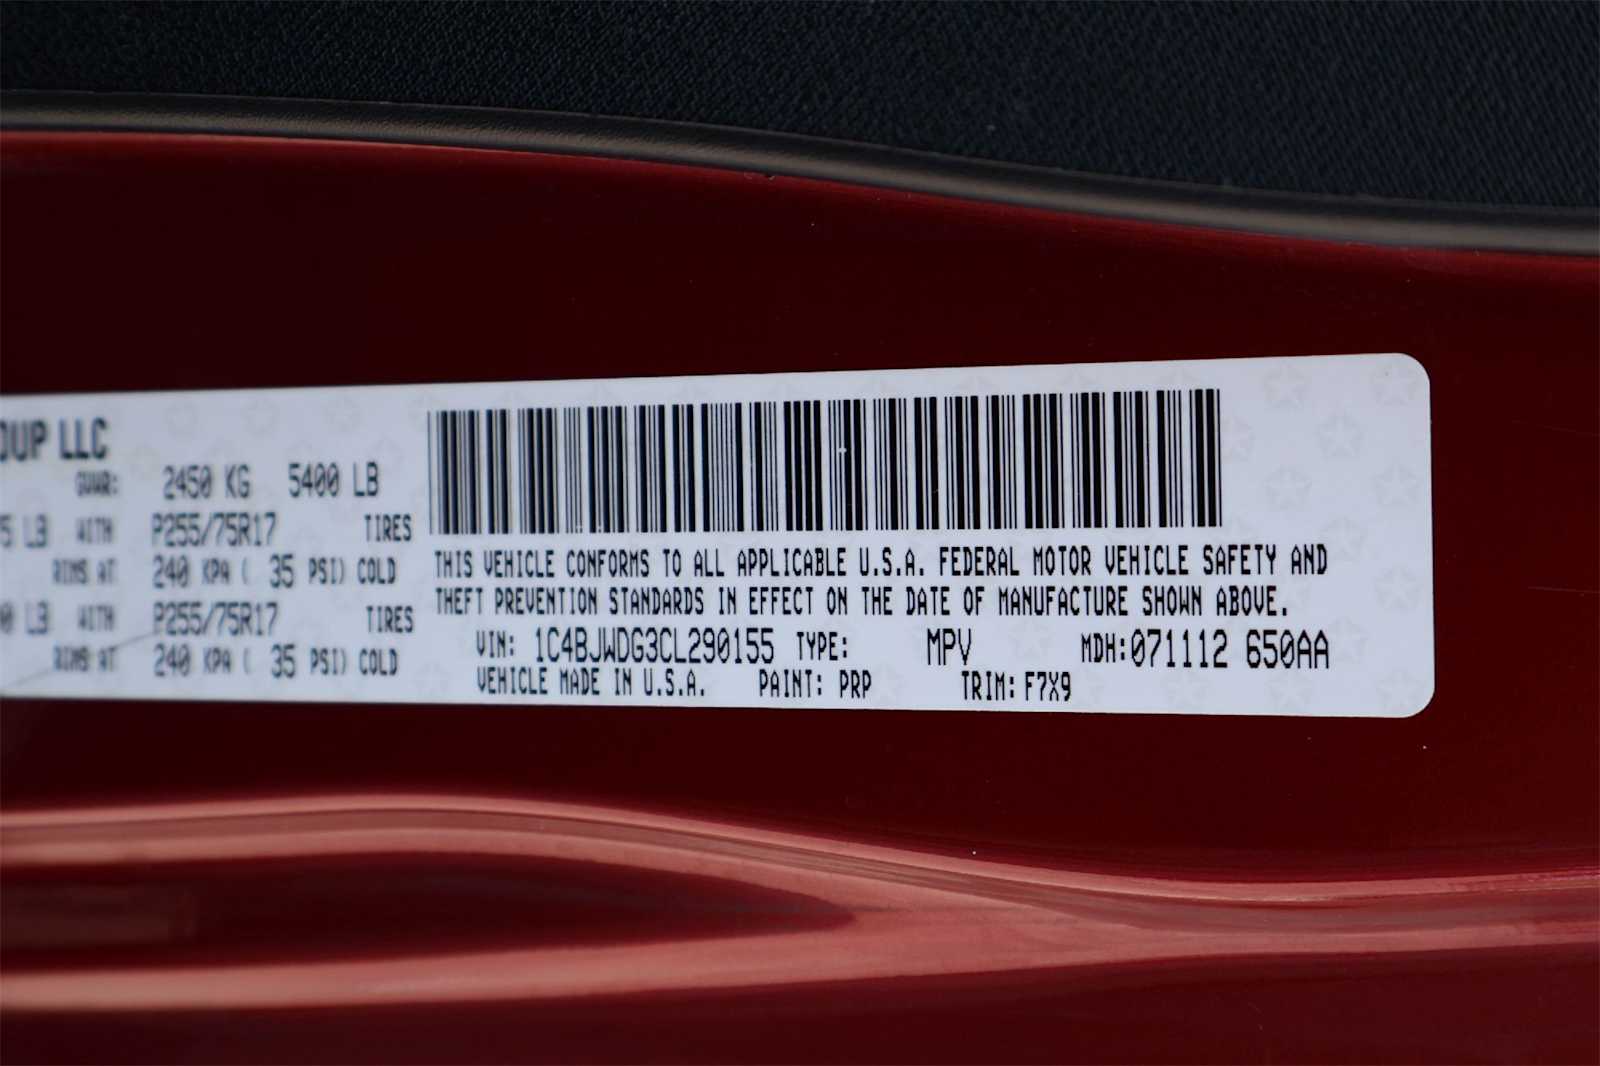 OUP LLC
GVWR: 2450 KG 5400 LB
5 LB WITH P255/75R17 TIRES
RIMS AT 240 KPA ( 35 PSI) COLD
0 LB WITH P255/75R17 TIRES
RIMS AT 240 KPA ( 35 PSI) COLD
THIS VEHICLE CONFORMS TO ALL APPLICABLE U.S.A. FEDERAL MOTOR VEHICLE SAFETY AND
THEFT PREVENTION STANDARDS IN EFFECT ON THE DATE OF MANUFACTURE SHOWN ABOVE.
VIN: 1C4BJWDG3CL290155 TYPE: MPV MDH:071112 650AA
VEHICLE MADE IN U.S.A. PAINT: PRP TRIM: F7X9